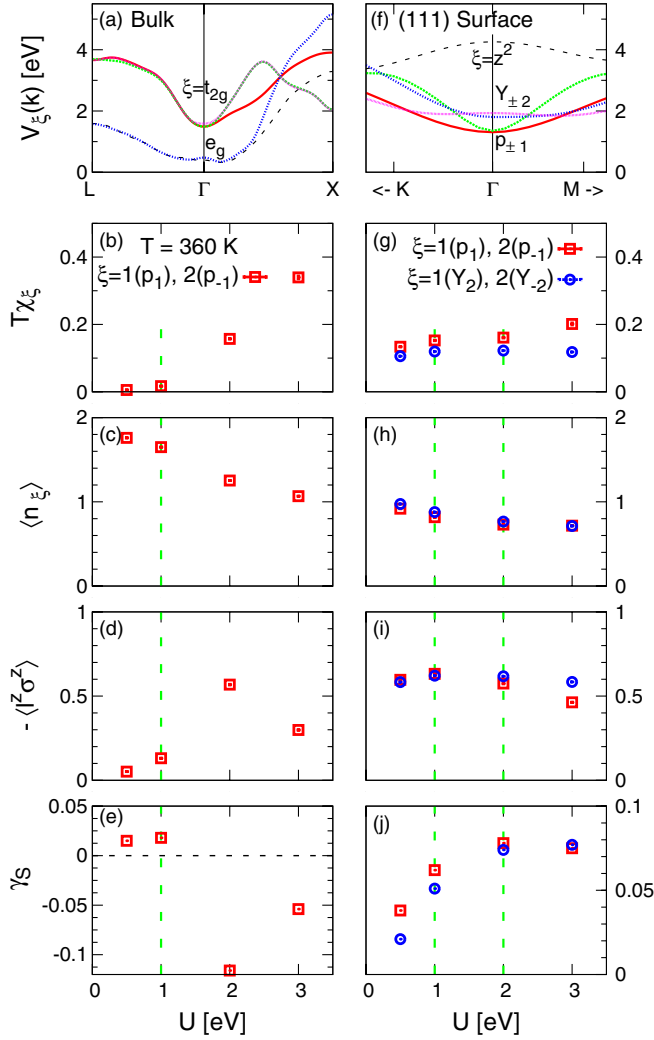 (a) Bulk
(f) (111) Surface
V_ξ(k) [eV]
4
2
0
ξ=t_2g
e_g
L Γ X
4
2
0
ξ=z²
Y_±2
p_±1
<- K Γ M ->
(b) T = 360 K
ξ=1(p_1), 2(p_-1)
Tχ_ξ
0.4
0.2
0
(g)
ξ=1(p_1), 2(p_-1)
ξ=1(Y_2), 2(Y_-2)
0.4
0.2
0
(c)
⟨n_ξ⟩
2
1
0
(h)
2
1
0
(d)
- ⟨l^z σ^z⟩
1
0.5
0
(i)
1
0.5
0
(e)
γ_S
0.05
0
-0.05
-0.1
0 1 2 3
U [eV]
(j)
0.1
0.05
0
0 1 2 3
U [eV]